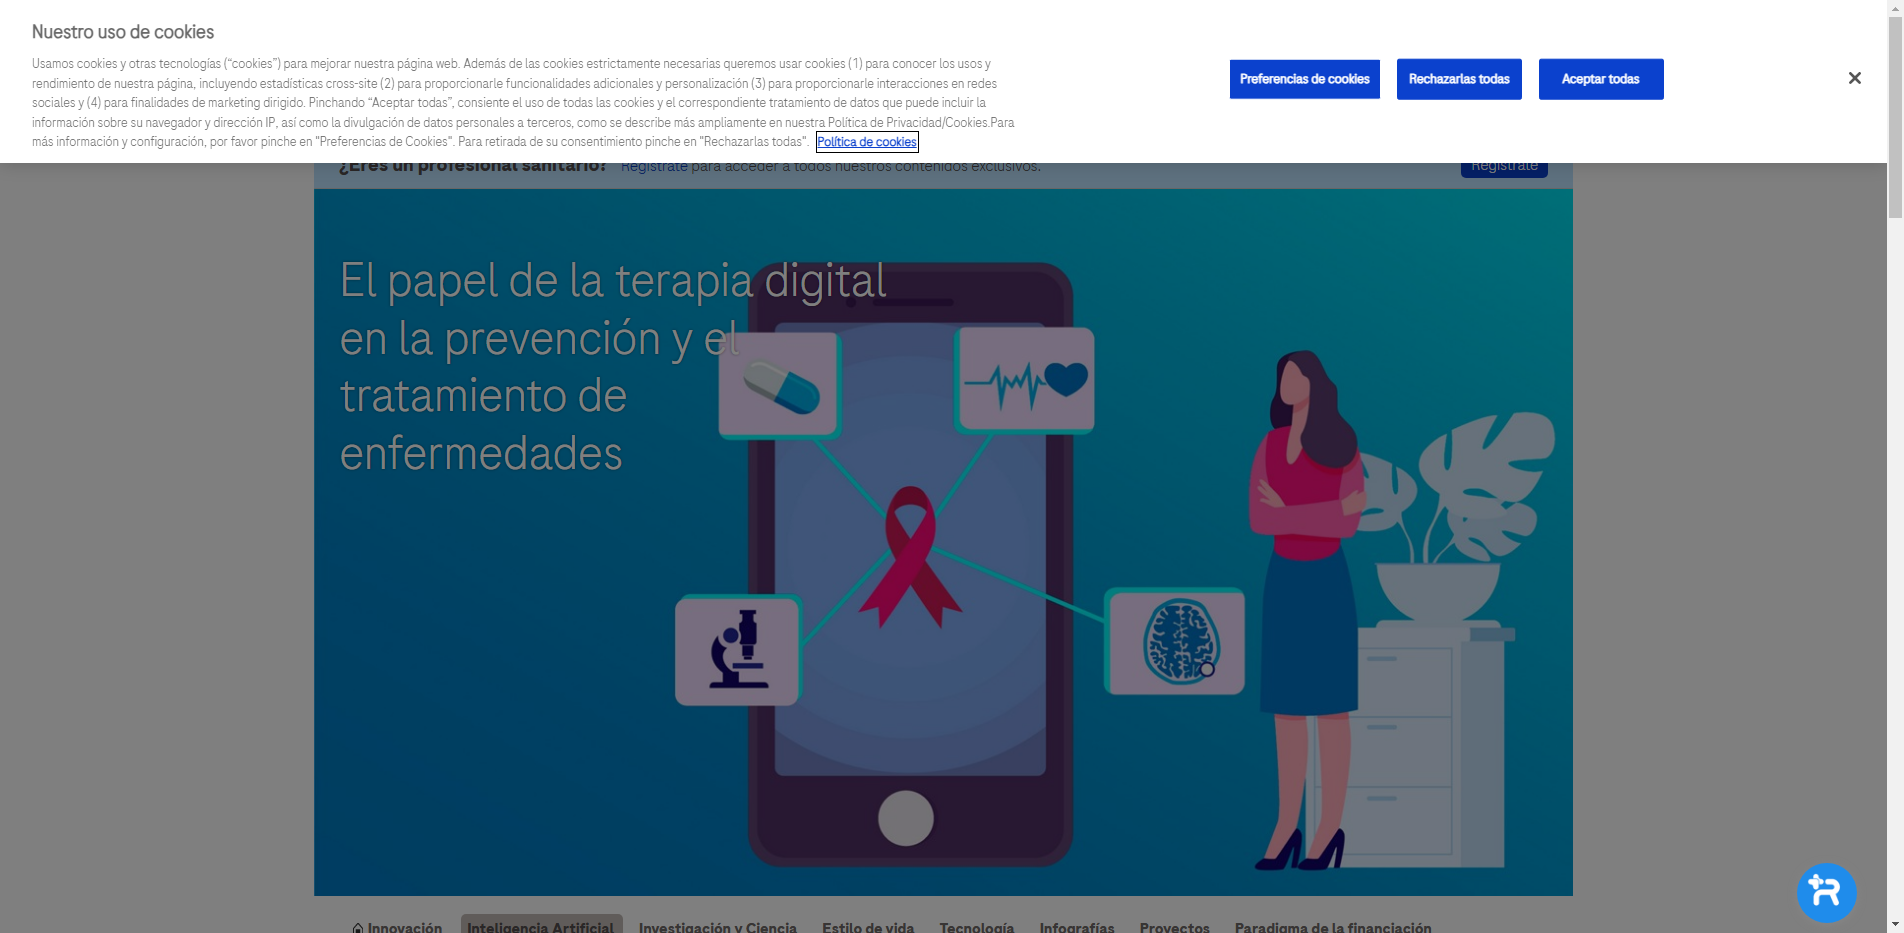 Nuestro uso de cookies
Usamos cookies y otras tecnologías (“cookies”) para mejorar nuestra página web. Además de las cookies estrictamente necesarias queremos usar cookies (1) para conocer los usos y
rendimiento de nuestra página, incluyendo estadísticas cross-site (2) para proporcionarle funcionalidades adicionales y personalización (3) para proporcionarle interacciones en redes
sociales y (4) para finalidades de marketing dirigido. Pinchando “Aceptar todas”, consiente el uso de todas las cookies y el correspondiente tratamiento de datos que puede incluir la
información sobre su navegador y dirección IP, así como la divulgación de datos personales a terceros, como se describe más ampliamente en nuestra Política de Privacidad/Cookies.Para
más información y configuración, por favor pinche en "Preferencias de Cookies". Para retirada de su consentimiento pinche en "Rechazarlas todas". Política de cookies
Preferencias de cookies
Rechazarlas todas
Aceptar todas
¿Eres un profesional sanitario? Regístrate para acceder a todos nuestros contenidos exclusivos.
Regístrate
El papel de la terapia digital
en la prevención y el
tratamiento de
enfermedades
Innovación Inteligencia Artificial Investigación y Ciencia Estilo de vida Tecnología Infografías Proyectos Paradigma de la financiación